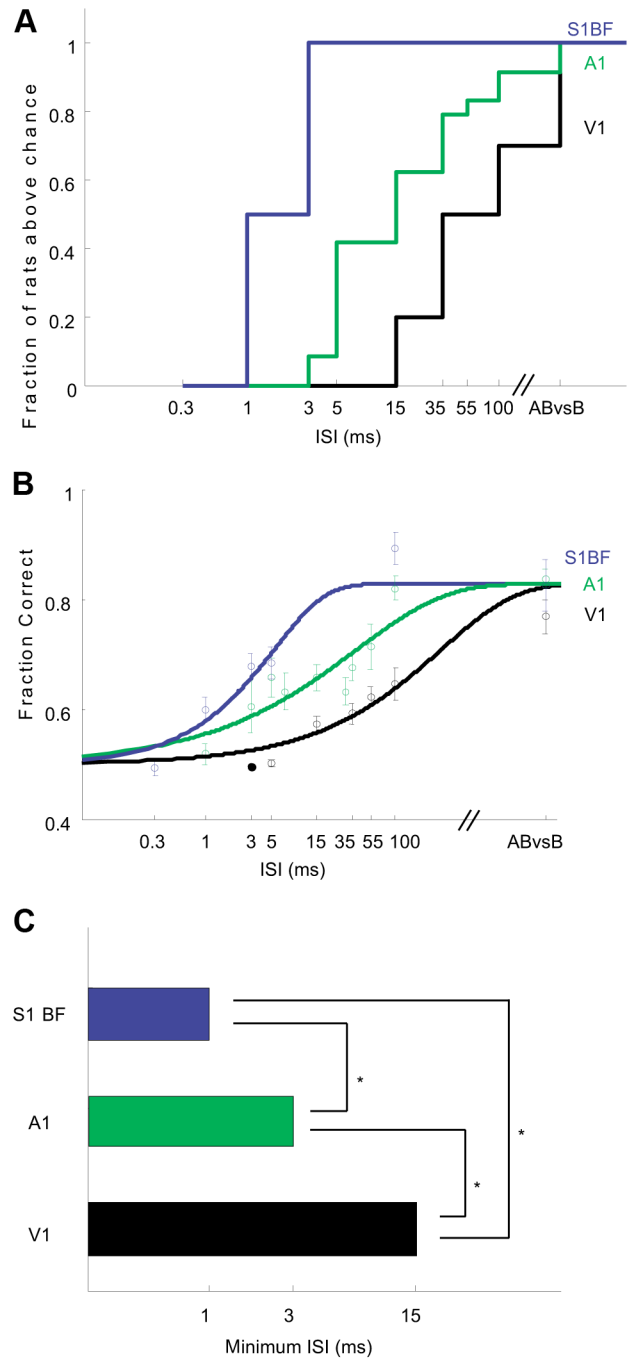 A
S1BF
A1
V1
1
0.8
0.6
0.4
0.2
0
Fraction of rats above chance
0.3 1 3 5 15 35 55 100 ABvsB
ISI (ms)
B
S1BF
A1
V1
1
0.8
0.6
0.4
Fraction Correct
0.3 1 3 5 15 35 55 100 ABvsB
ISI (ms)
C
S1 BF
A1
V1
*
*
*
1 3 15
Minimum ISI (ms)